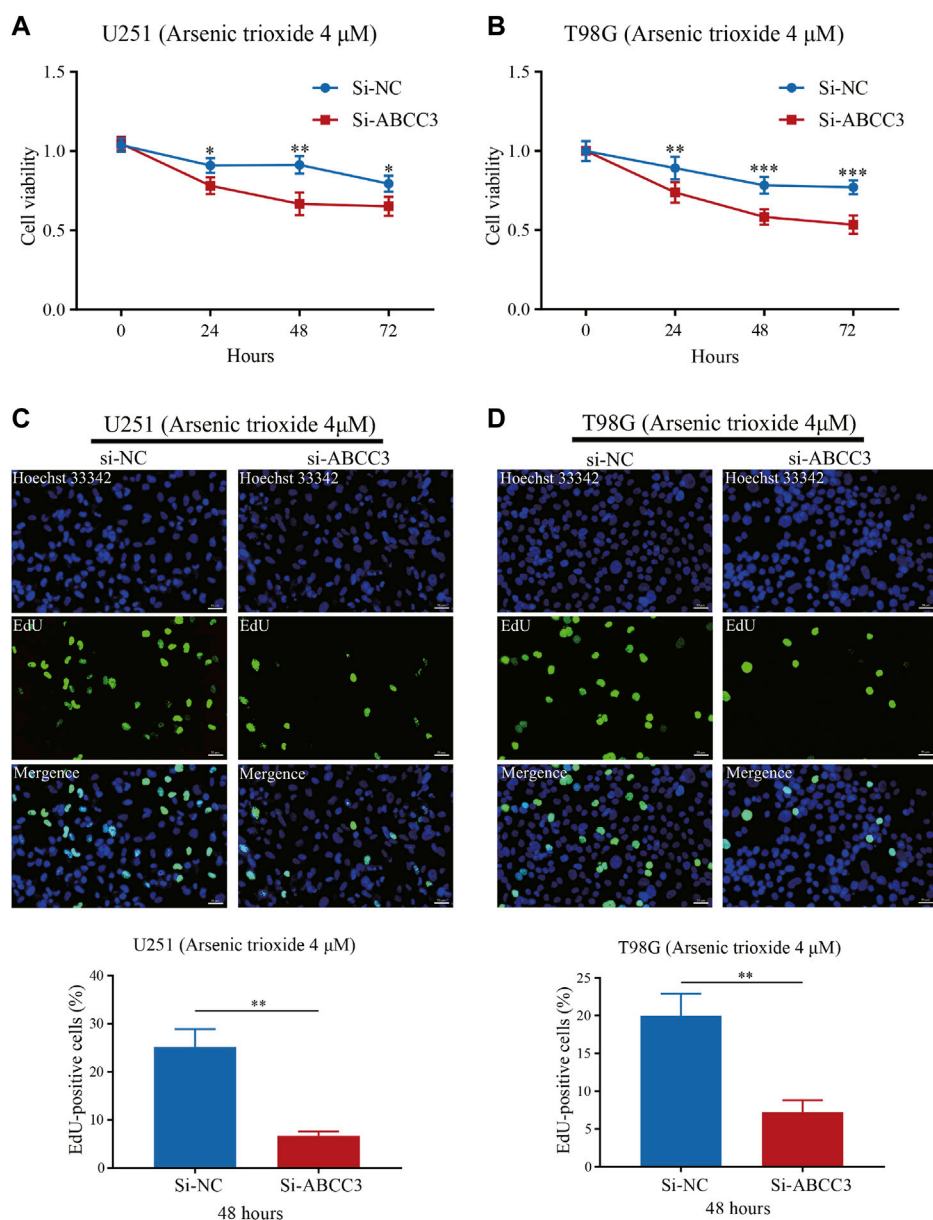 A
U251 (Arsenic trioxide 4 μM)
1.5
1.0
0.5
0.0
Cell viability
Si-NC
Si-ABCC3
*
**
*
0
24
48
72
Hours
B
T98G (Arsenic trioxide 4 μM)
1.5
1.0
0.5
0.0
Cell viability
Si-NC
Si-ABCC3
**
***
***
0
24
48
72
Hours
C
U251 (Arsenic trioxide 4μM)
si-NC
si-ABCC3
Hoechst 33342
Hoechst 33342
EdU
EdU
Mergence
Mergence
D
T98G (Arsenic trioxide 4μM)
si-NC
si-ABCC3
Hoechst 33342
Hoechst 33342
EdU
EdU
Mergence
Mergence
U251 (Arsenic trioxide 4 μM)
40
30
20
10
0
EdU-positive cells (%)
**
Si-NC
Si-ABCC3
48 hours
T98G (Arsenic trioxide 4 μM)
25
20
15
10
5
0
EdU-positive cells (%)
**
Si-NC
Si-ABCC3
48 hours